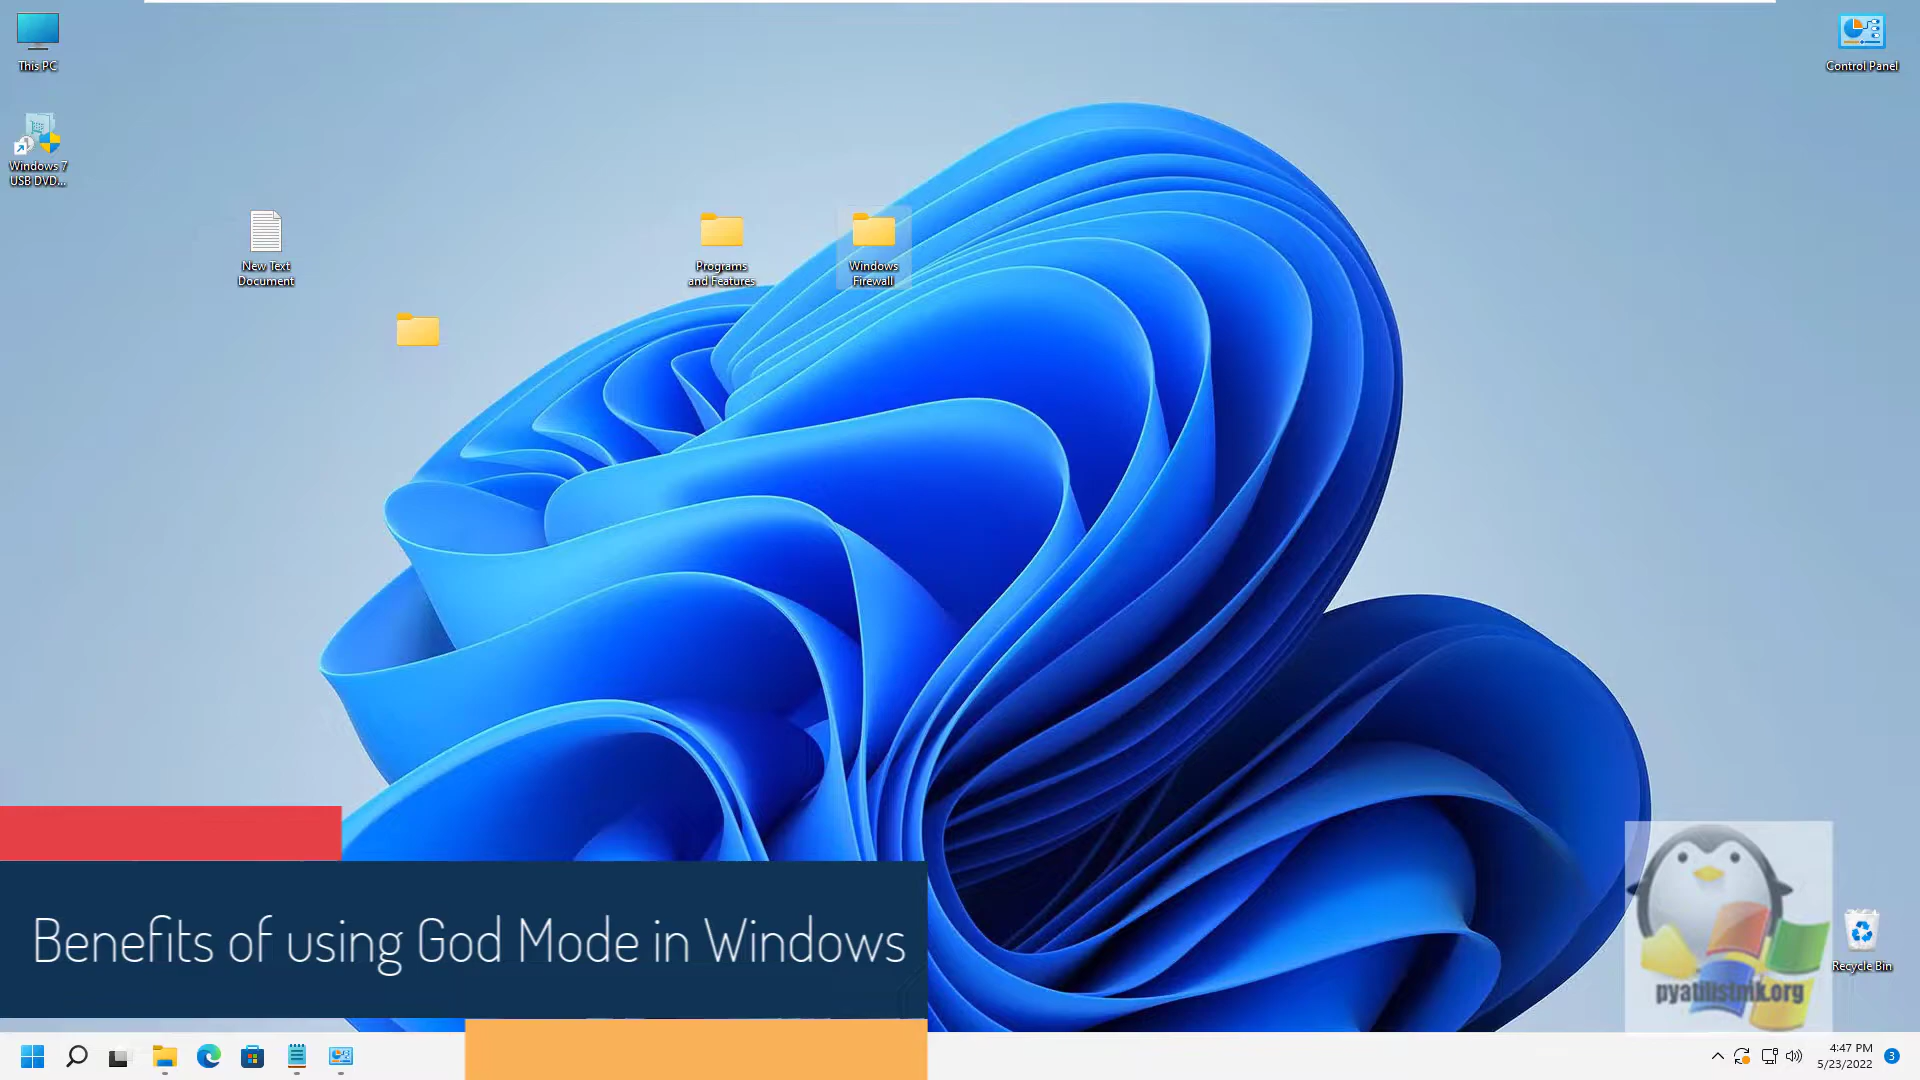 This PC
Control Panel
Windows 7
USB DVD...
New Text
Document
Programs
and Features
Windows
Firewall
Benefits of using God Mode in Windows
pyatilistnik.org
Recycle Bin
4:47 PM
5/23/2022
3